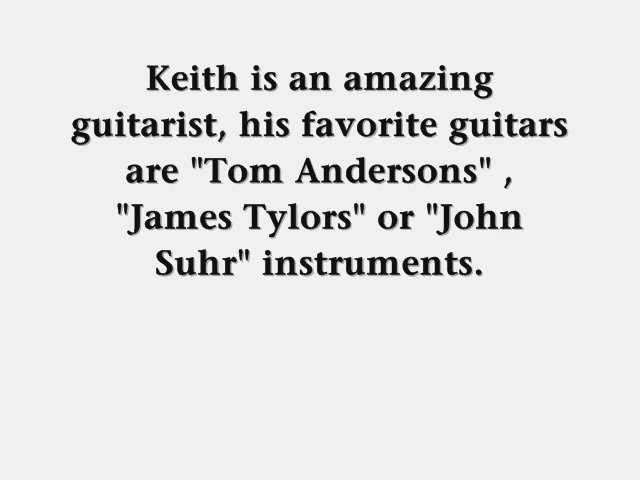 Keith is an amazing
guitarist, his favorite guitars
are "Tom Andersons" ,
"James Tylors" or "John
Suhr" instruments.